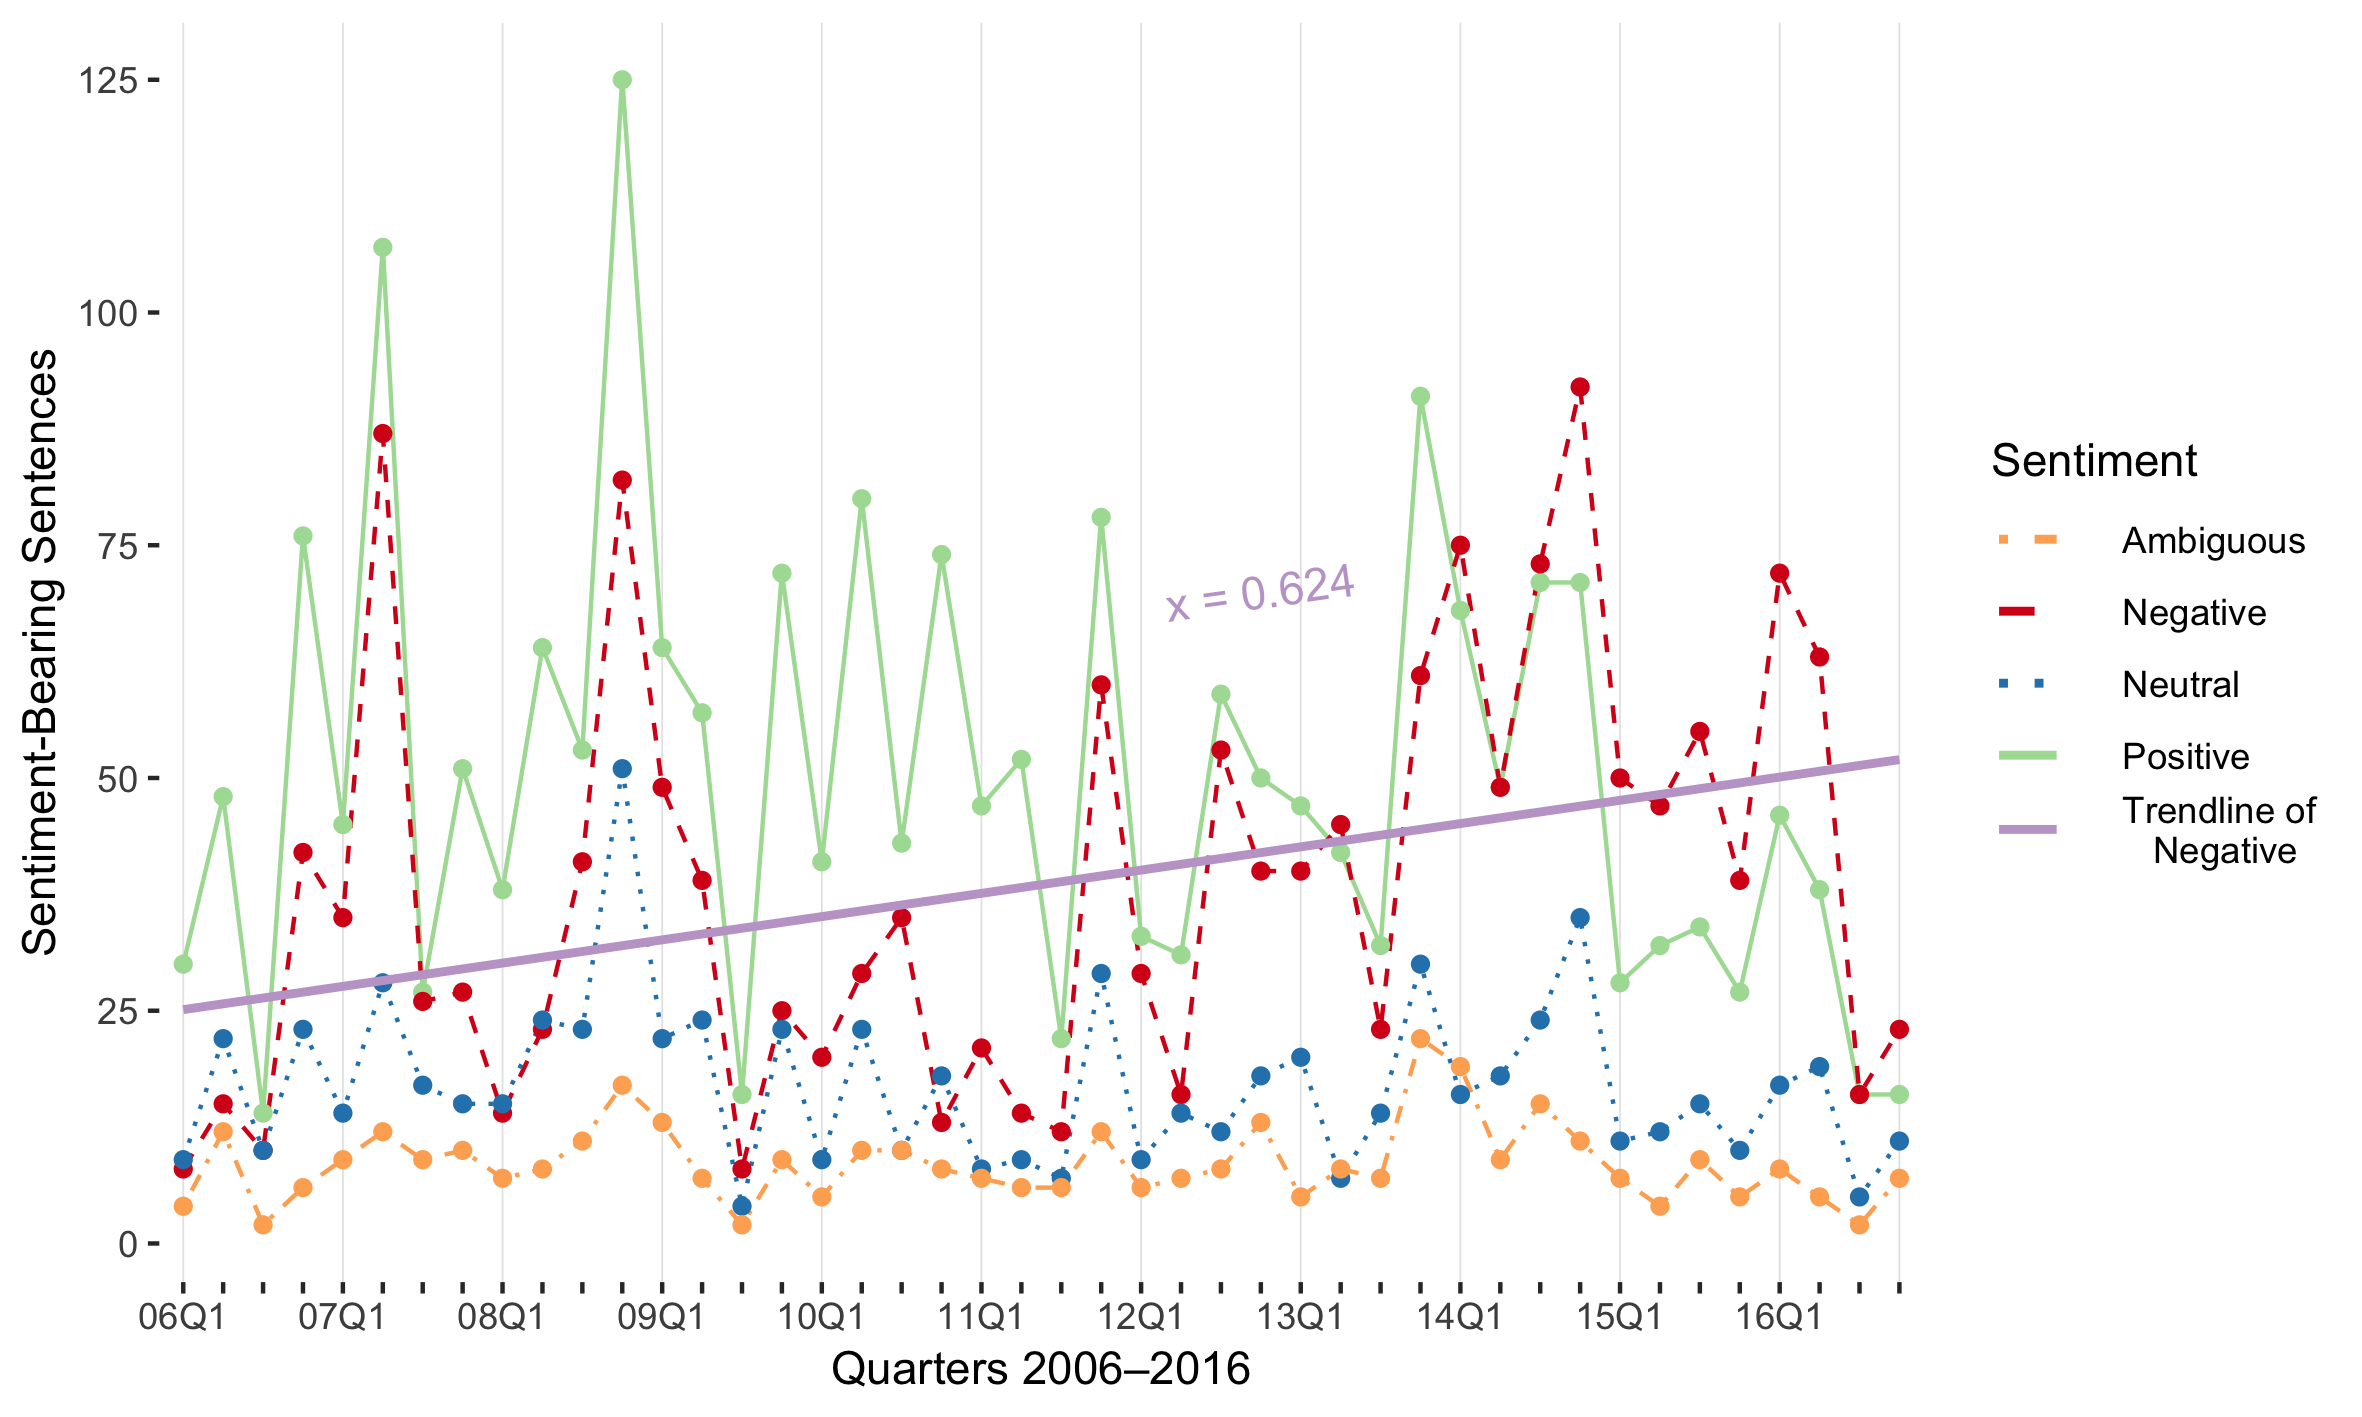 Sentiment-Bearing Sentences
125
100
75
50
25
0
x = 0.624
06Q1 07Q1 08Q1 09Q1 10Q1 11Q1 12Q1 13Q1 14Q1 15Q1 16Q1
Quarters 2006–2016
Sentiment
Ambiguous
Negative
Neutral
Positive
Trendline of
Negative